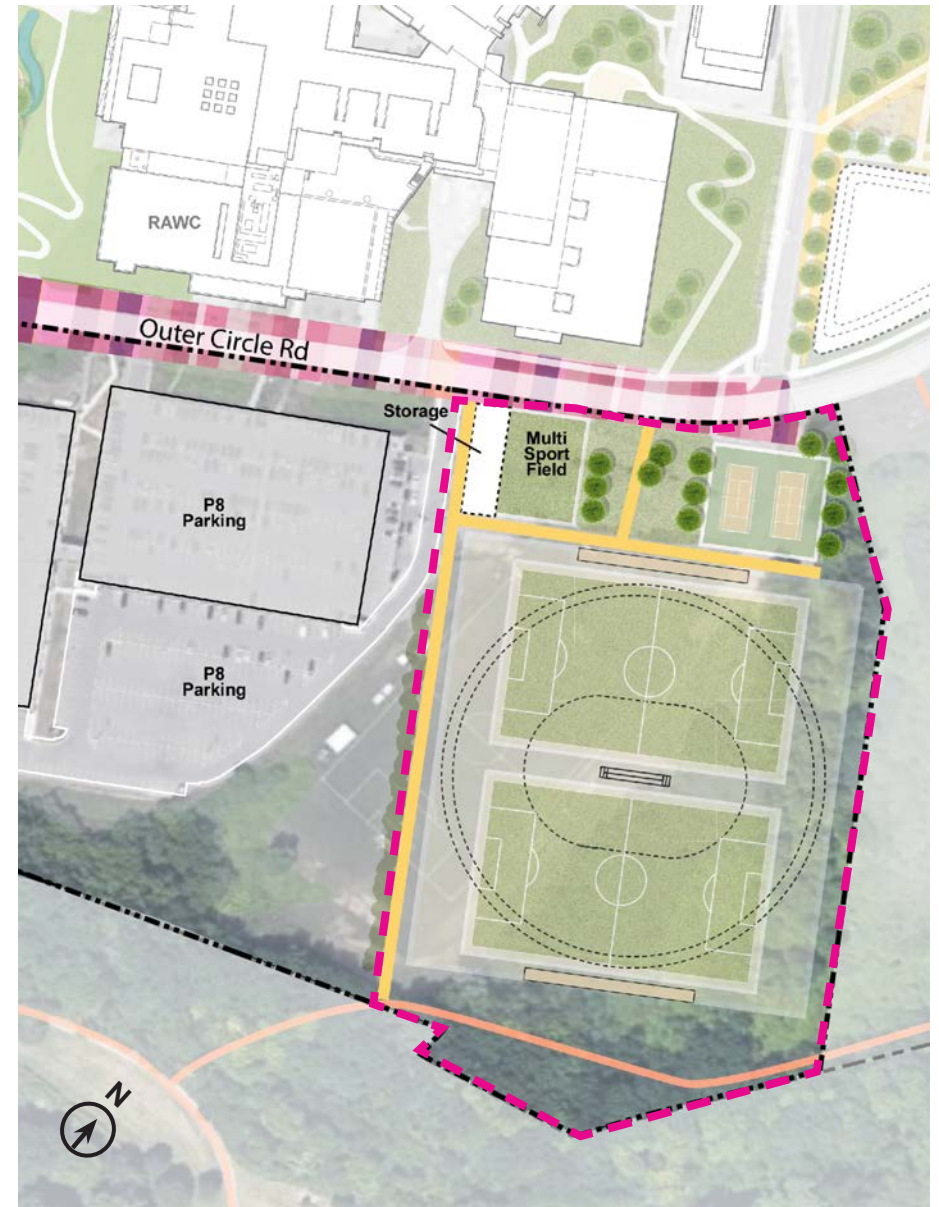 RAWC
Outer Circle Rd
Storage
Multi
Sport
Field
P8
Parking
P8
Parking
N